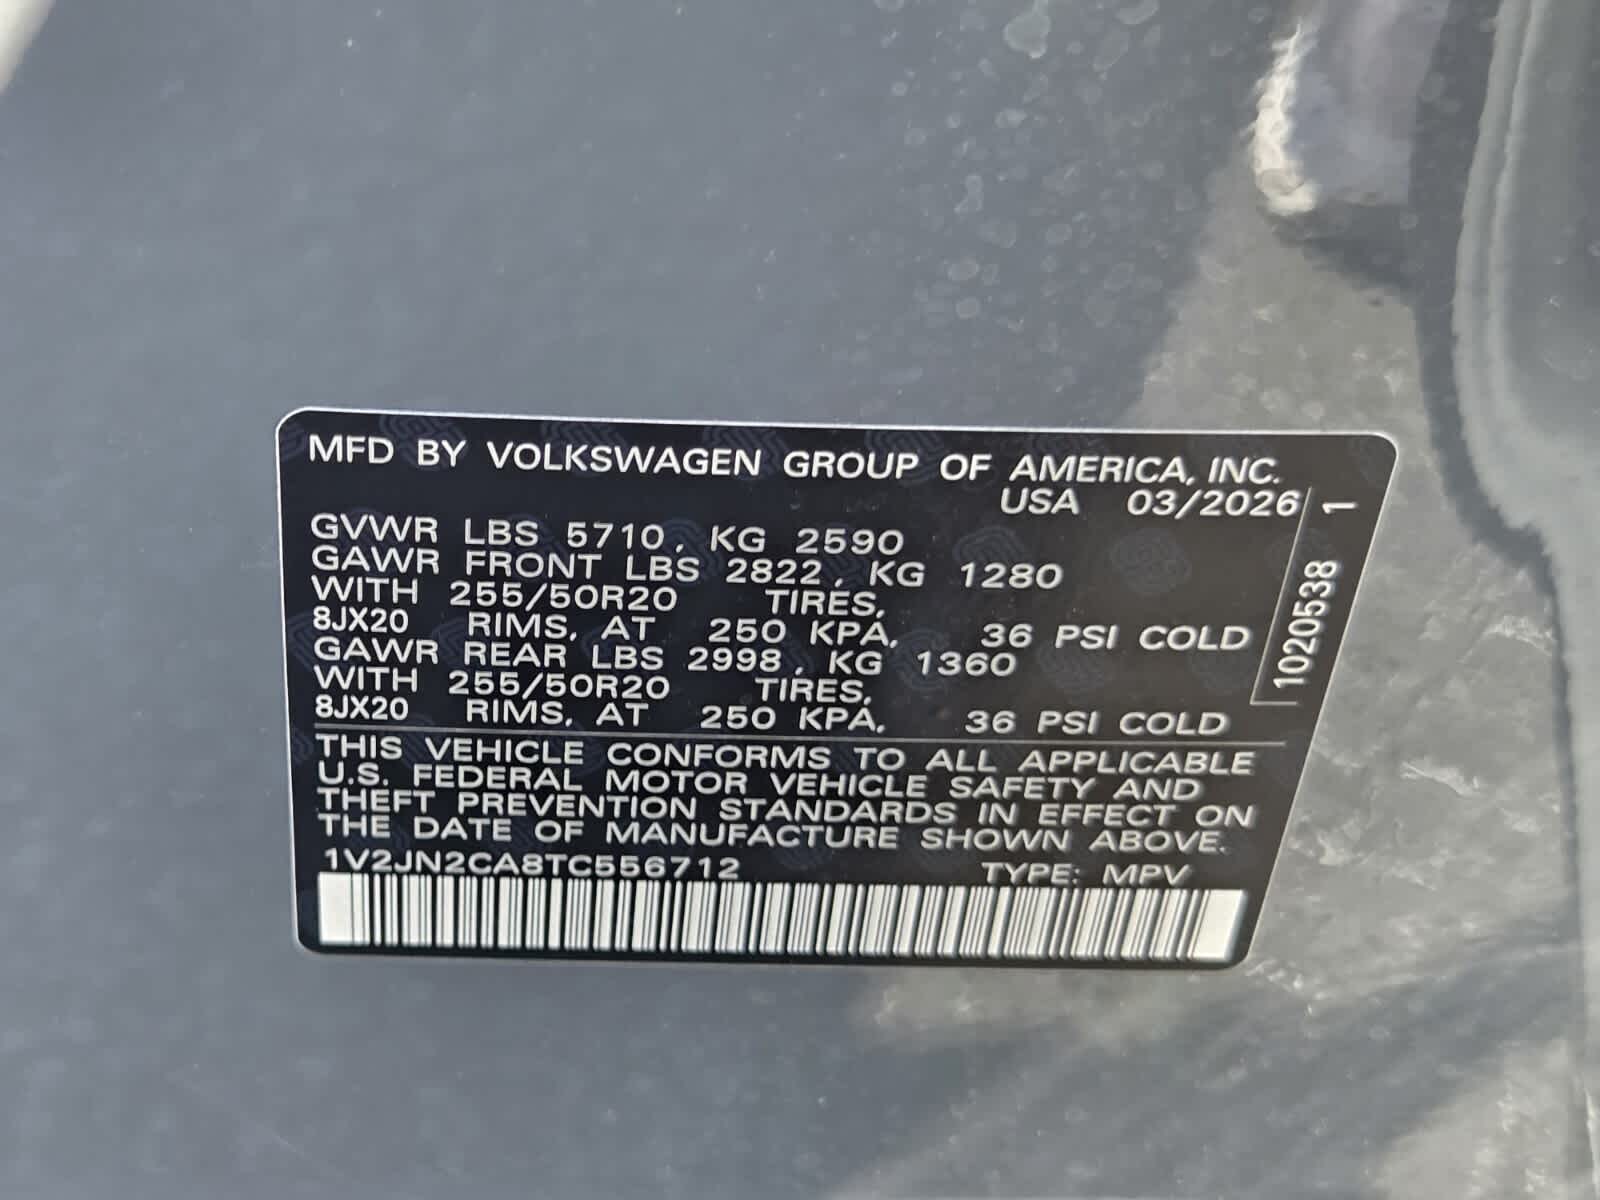 MFD BY VOLKSWAGEN GROUP OF AMERICA, INC.
USA 03/2026
GVWR LBS 5710, KG 2590
GAWR FRONT LBS 2822, KG 1280
WITH 255/50R20 TIRES,
8JX20 RIMS, AT 250 KPA, 36 PSI COLD
GAWR REAR LBS 2998, KG 1360
WITH 255/50R20 TIRES,
8JX20 RIMS, AT 250 KPA, 36 PSI COLD
THIS VEHICLE CONFORMS TO ALL APPLICABLE
U.S. FEDERAL MOTOR VEHICLE SAFETY AND
THEFT PREVENTION STANDARDS IN EFFECT ON
THE DATE OF MANUFACTURE SHOWN ABOVE.
1V2JN2CA8TC556712 TYPE: MPV
1020538 1